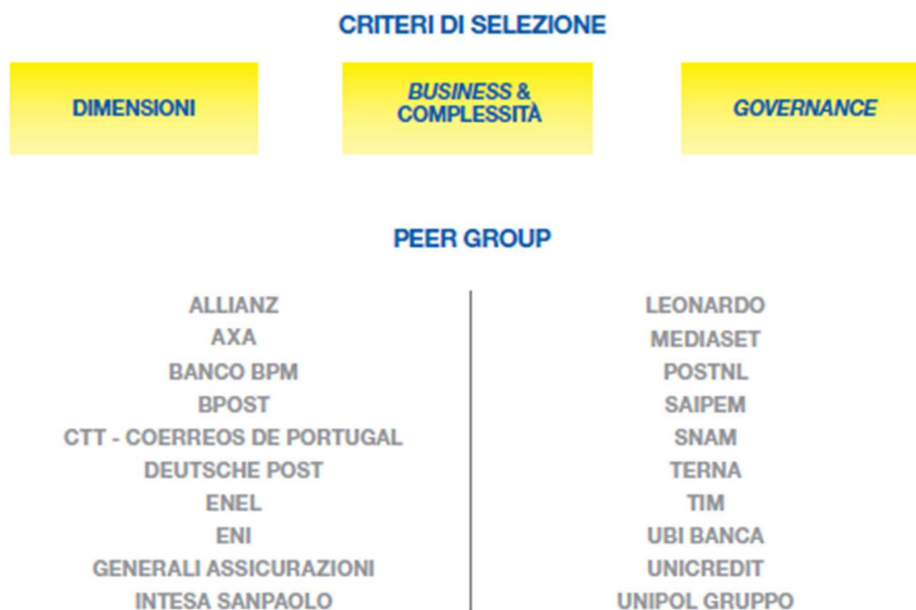 CRITERI DI SELEZIONE
DIMENSIONI
BUSINESS &
COMPLESSITÀ
GOVERNANCE
PEER GROUP
ALLIANZ
AXA
BANCO BPM
BPOST
CTT - COERREOS DE PORTUGAL
DEUTSCHE POST
ENEL
ENI
GENERALI ASSICURAZIONI
INTESA SANPAOLO
LEONARDO
MEDIASET
POSTNL
SAIPEM
SNAM
TERNA
TIM
UBI BANCA
UNICREDIT
UNIPOL GRUPPO